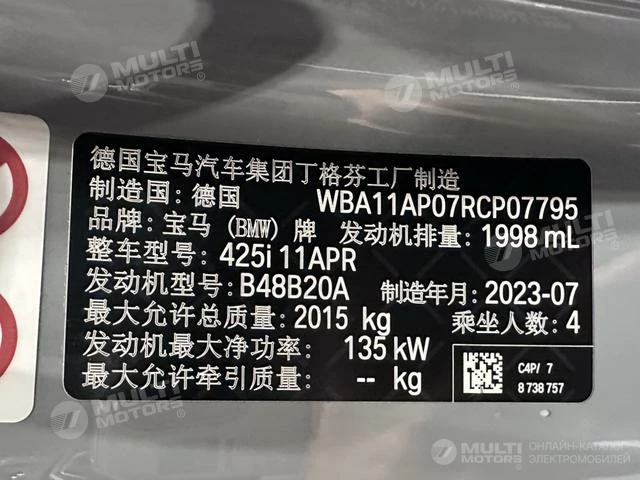 MULTI MOTORS
MULTI MOTORS
德国宝马汽车集团丁格芬工厂制造
制造国: 德国 WBA11AP07RCP07795
品牌: 宝马 (BMW) 牌 发动机排量: 1998 mL
整车型号: 425i 11APR
发动机型号: B48B20A 制造年月: 2023-07
最大允许总质量: 2015 kg 乘坐人数: 4
发动机最大净功率: 135 kW
最大允许牵引质量: -- kg
C4P/ 7
8 738 757
MULTI MOTORS
MULTI MOTORS
ОНЛАЙН-КАТАЛОГ
ЭЛЕКТРОМОБИЛЕЙ